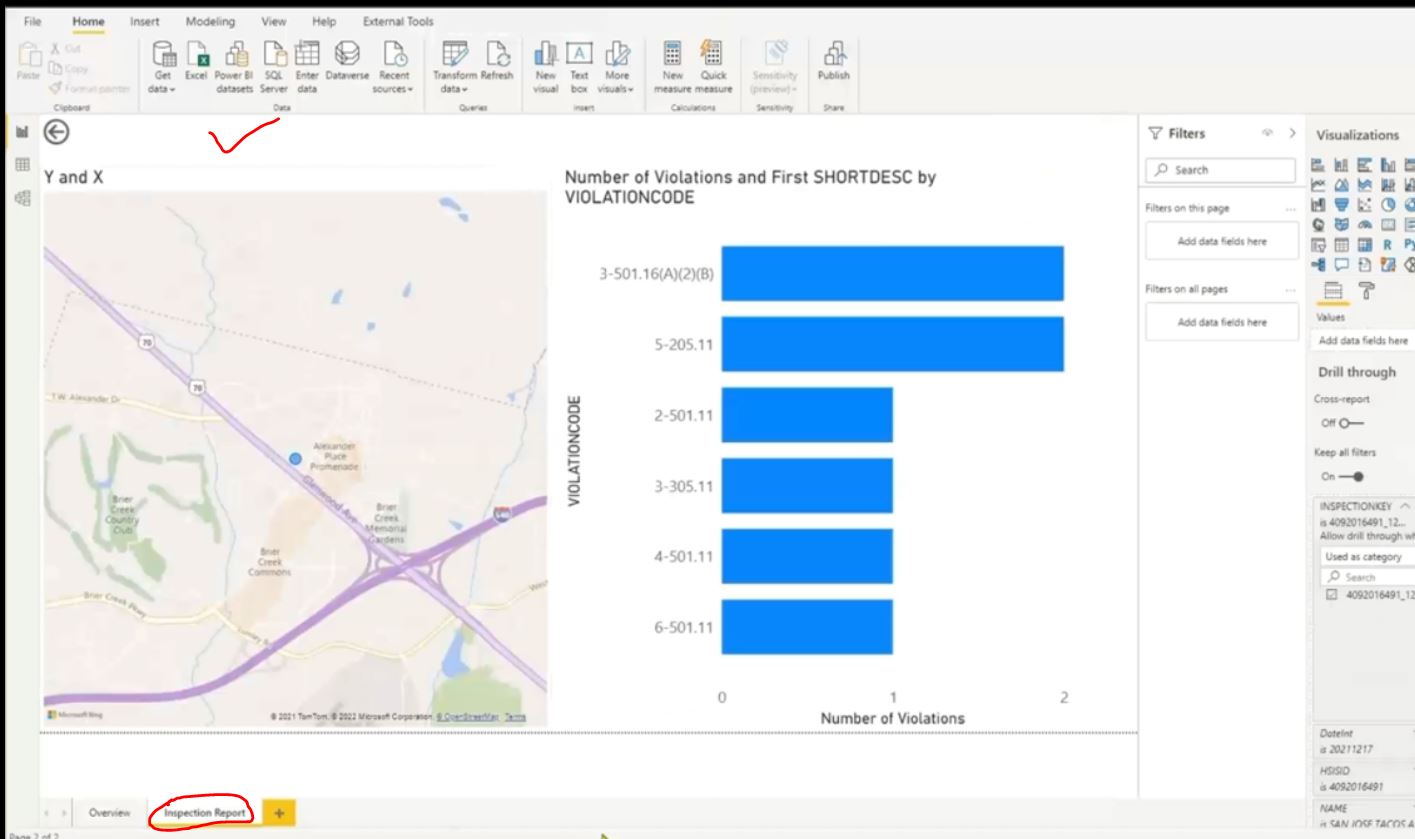 File Home Insert Modeling View Help External Tools
Paste
Cut
Copy
Format painter
Clipboard
Get data
Excel
Power BI datasets
SQL Server
Enter data
Dataverse
Recent sources
Data
Transform data
Refresh
Queries
New visual
Text box
More visuals
Insert
New measure
Quick measure
Calculations
Sensitivity (preview)
Sensitivity
Publish
Share
Y and X
70
70
T.W. Alexander Dr
Alexander
Place
Promenade
Glenwood Ave
Brier
Creek
Country
Club
Brier
Creek
Memorial
Gardens
Brier
Creek
Commons
Brier Creek Pkwy
Lumley Rd
Microsoft Bing
© 2021 TomTom, © 2022 Microsoft Corporation, © OpenStreetMap Terms
Number of Violations and First SHORTDESC by
VIOLATIONCODE
VIOLATIONCODE
3-501.16(A)(2)(B)
5-205.11
2-501.11
3-305.11
4-501.11
6-501.11
0 1 2
Number of Violations
Filters
Search
Filters on this page ...
Add data fields here
Filters on all pages ...
Add data fields here
Visualizations
R
Values
Add data fields here
Drill through
Cross-report
Off
Keep all filters
On
INSPECTIONKEY
is 4092016491_12...
Allow drill through
Used as category
Search
4092016491_12
DateInt
is 20211217
HSISID
is 4092016491
NAME
is SAN JOSE TACOS A
Overview Inspection Report +
Page 2 of 2